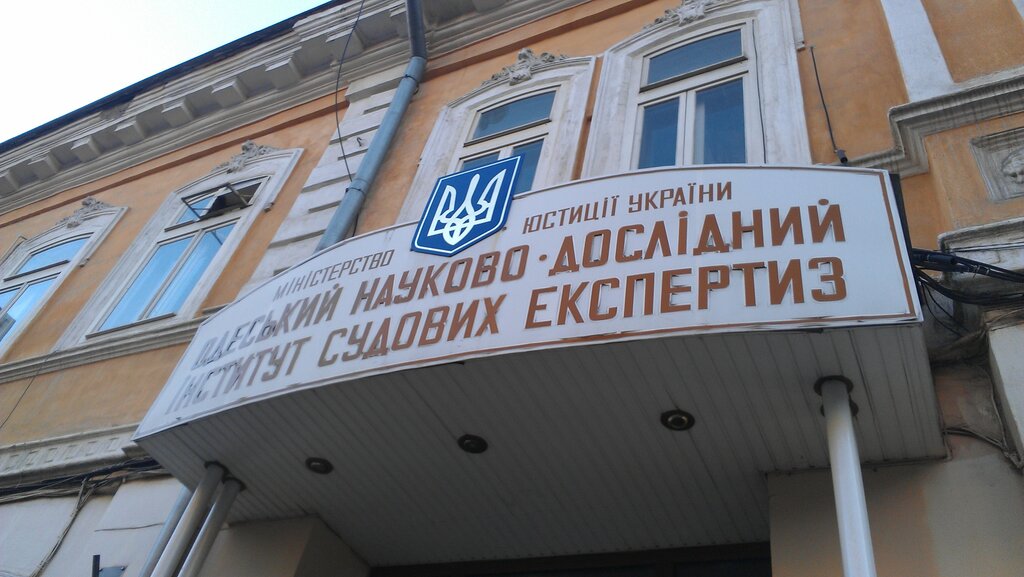 МІНІСТЕРСТВО ЮСТИЦІЇ УКРАЇНИ
ОДЕСЬКИЙ НАУКОВО-ДОСЛІДНИЙ
ІНСТИТУТ СУДОВИХ ЕКСПЕРТИЗ